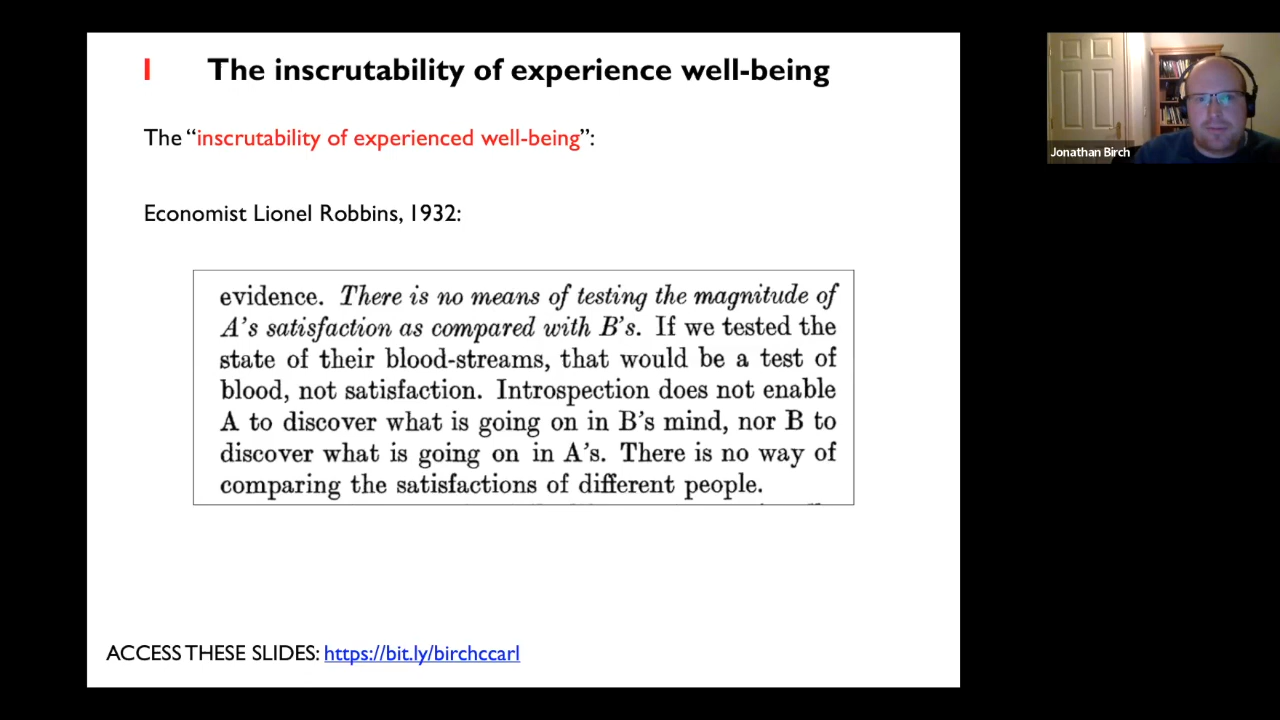 1 The inscrutability of experience well-being
The “inscrutability of experienced well-being”:
Economist Lionel Robbins, 1932:
evidence. There is no means of testing the magnitude of
A’s satisfaction as compared with B’s. If we tested the
state of their blood-streams, that would be a test of
blood, not satisfaction. Introspection does not enable
A to discover what is going on in B’s mind, nor B to
discover what is going on in A’s. There is no way of
comparing the satisfactions of different people.
ACCESS THESE SLIDES: https://bit.ly/birchccarl
Jonathan Birch